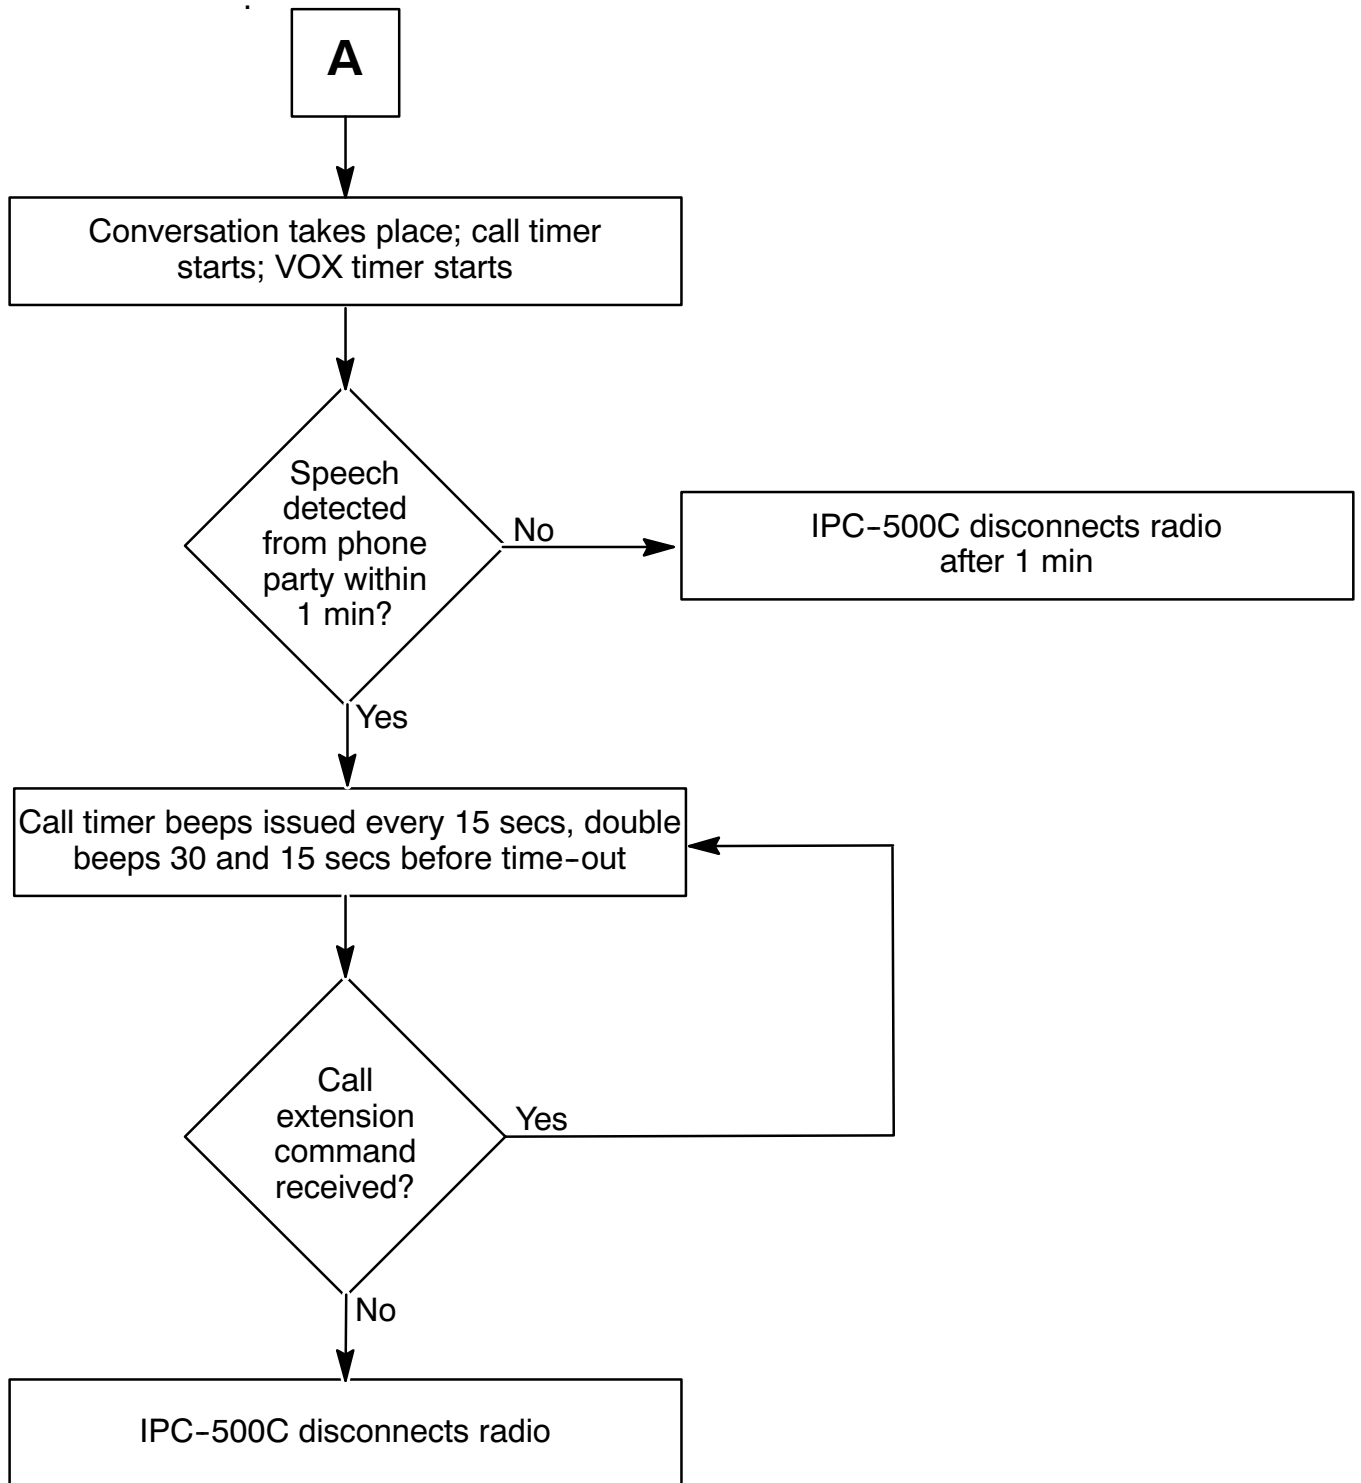 A
Conversation takes place; call timer
starts; VOX timer starts
Speech
detected
from phone
party within
1 min?
No
IPC-500C disconnects radio
after 1 min
Yes
Call timer beeps issued every 15 secs, double
beeps 30 and 15 secs before time-out
Call
extension
command
received?
Yes
No
IPC-500C disconnects radio